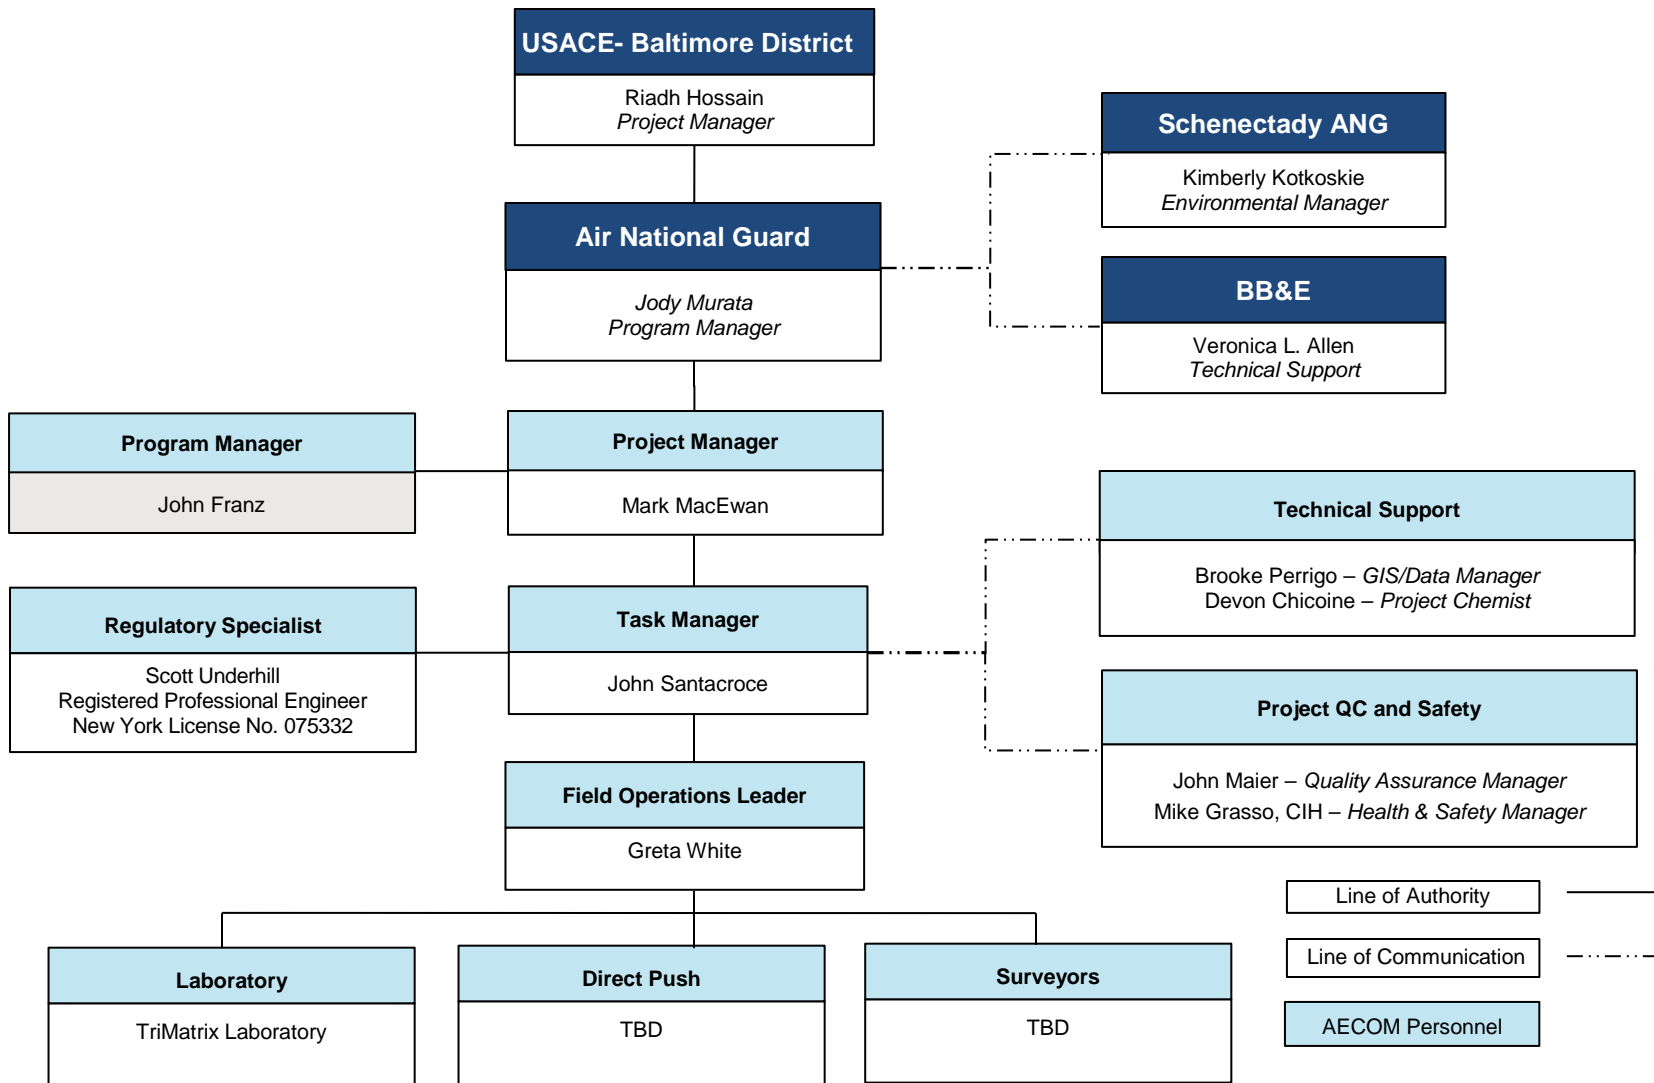 USACE- Baltimore District
Riadh Hossain
Project Manager
Schenectady ANG
Kimberly Kotkoskie
Environmental Manager
Air National Guard
Jody Murata
Program Manager
BB&E
Veronica L. Allen
Technical Support
Program Manager
John Franz
Project Manager
Mark MacEwan
Technical Support
Brooke Perrigo – GIS/Data Manager
Devon Chicoine – Project Chemist
Regulatory Specialist
Scott Underhill
Registered Professional Engineer
New York License No. 075332
Task Manager
John Santacroce
Project QC and Safety
John Maier – Quality Assurance Manager
Mike Grasso, CIH – Health & Safety Manager
Field Operations Leader
Greta White
Line of Authority
Line of Communication
AECOM Personnel
Laboratory
TriMatrix Laboratory
Direct Push
TBD
Surveyors
TBD